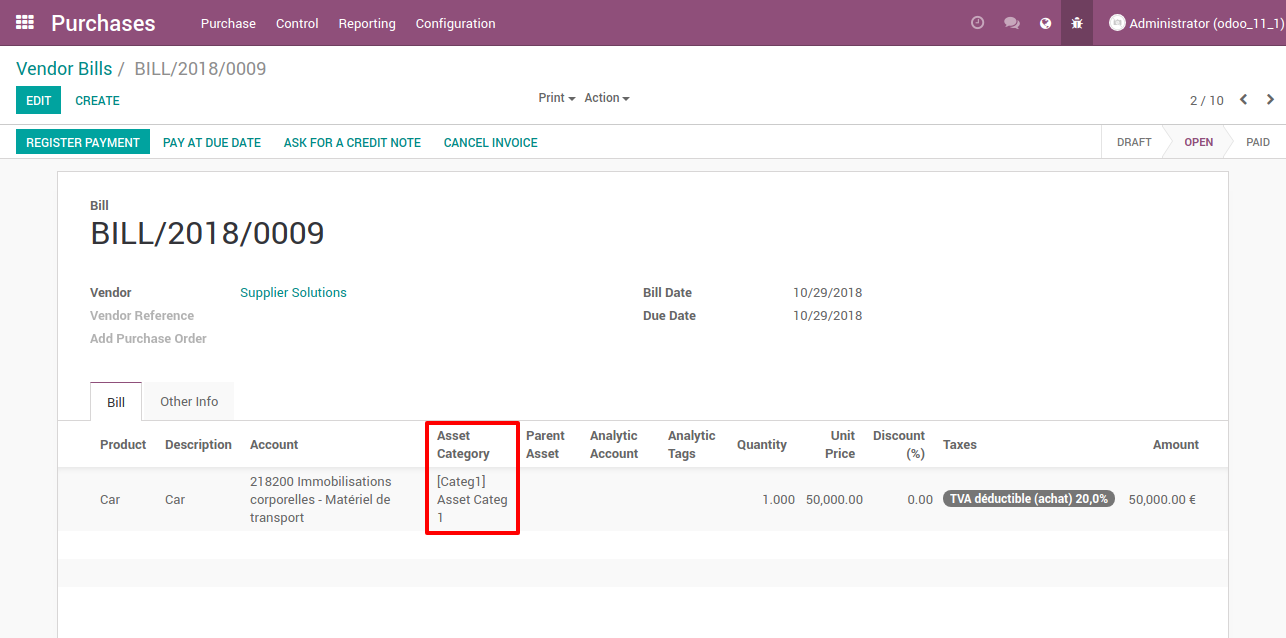 Purchases Purchase Control Reporting Configuration Administrator (odoo_11_1)
Vendor Bills / BILL/2018/0009
EDIT CREATE Print Action 2 / 10
REGISTER PAYMENT PAY AT DUE DATE ASK FOR A CREDIT NOTE CANCEL INVOICE DRAFT OPEN PAID
Bill
BILL/2018/0009
Vendor Supplier Solutions Bill Date 10/29/2018
Vendor Reference Due Date 10/29/2018
Add Purchase Order
Bill Other Info
Product Description Account Asset Category Parent Asset Analytic Account Analytic Tags Quantity Unit Price Discount (%) Taxes Amount
Car Car 218200 Immobilisations corporelles - Matériel de transport [Categ1] Asset Categ 1 1.000 50,000.00 0.00 TVA déductible (achat) 20,0% 50,000.00 €